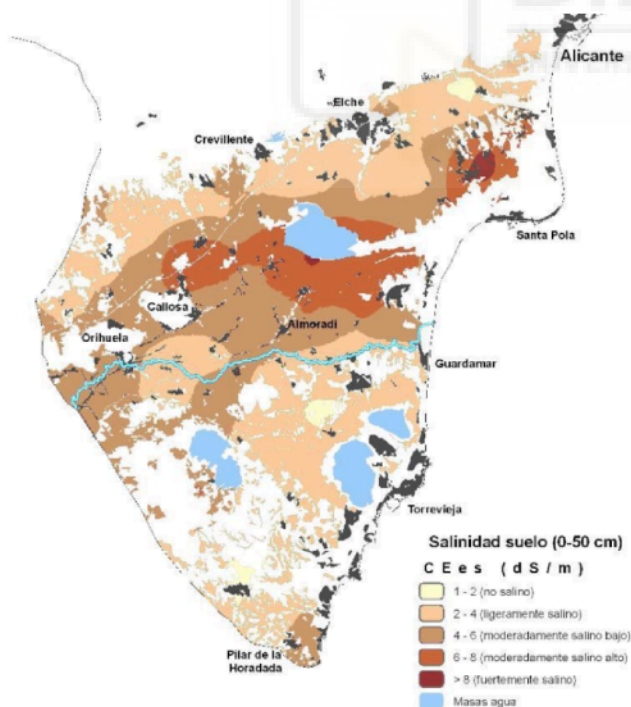 Alicante
Elche
Crevillente
Santa Pola
Callosa
Orihuela
Almoradí
Guardamar
Torrevieja
Pilar de la
Horadada
Salinidad suelo (0-50 cm)
CEes (dS/m)
1 - 2 (no salino)
2 - 4 (ligeramente salino)
4 - 6 (moderadamente salino bajo)
6 - 8 (moderadamente salino alto)
> 8 (fuertemente salino)
Masas agua